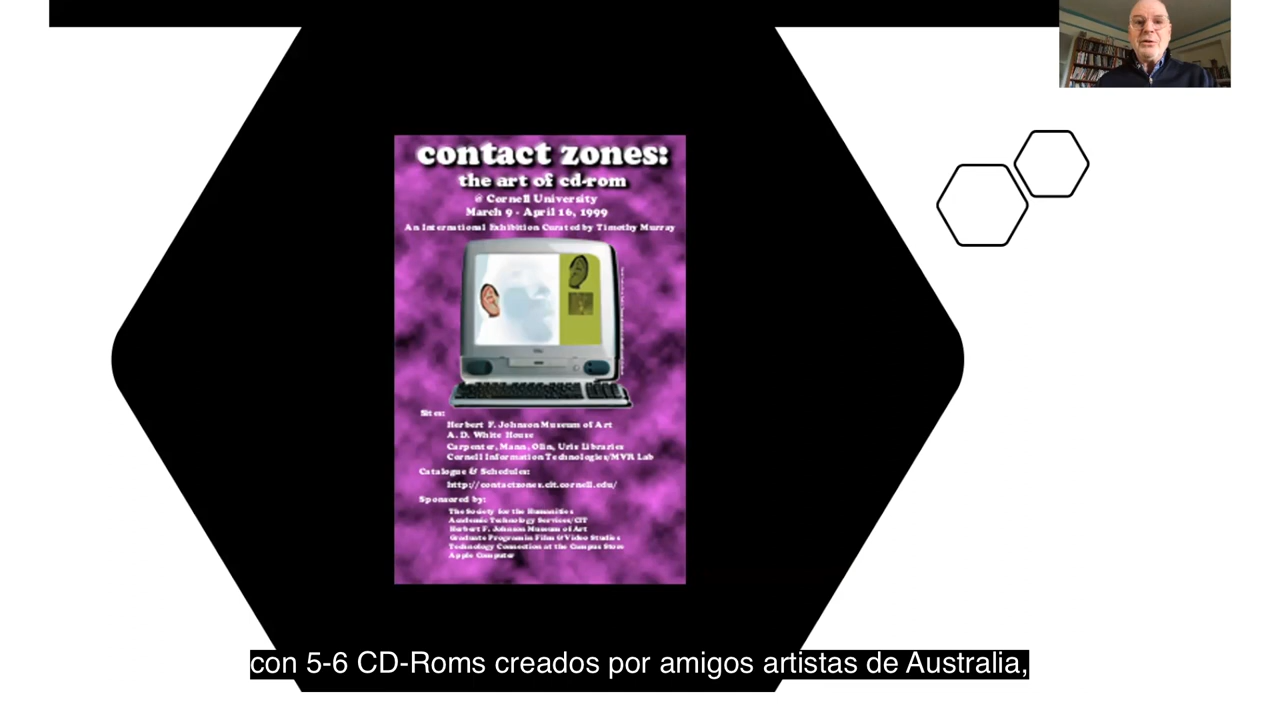 contact zones:
the art of cd-rom
@ Cornell University
March 9 - April 16, 1999
An International Exhibition Curated by Timothy Murray
Sites:
Herbert F. Johnson Museum of Art
A. D. White House
Carpenter, Mann, Olin, Uris Libraries
Cornell Information Technologies/MVR Lab
Catalogue & Schedules:
http://contactzones.cit.cornell.edu/
Sponsored by:
The Society for the Humanities
Academic Technology Services/CIT
Herbert F. Johnson Museum of Art
Graduate Program in Film & Video Studies
Technology Connection at the Campus Store
Apple Computer
con 5-6 CD-Roms creados por amigos artistas de Australia,